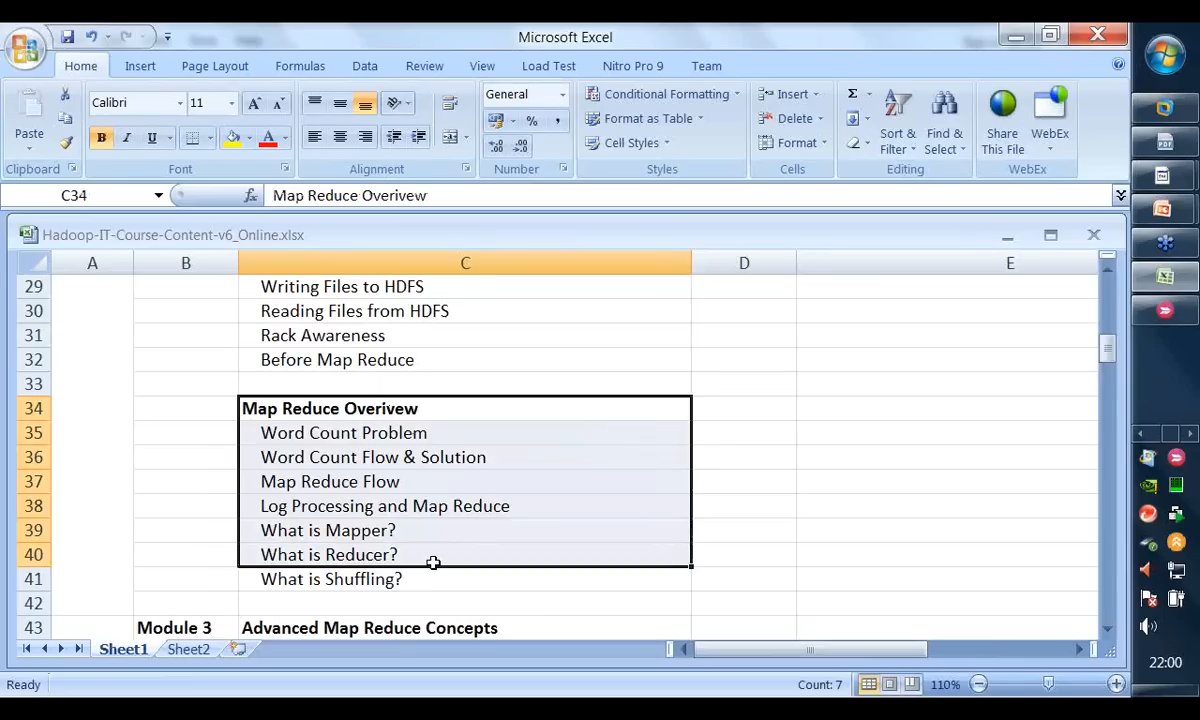 Microsoft Excel
Home Insert Page Layout Formulas Data Review View Load Test Nitro Pro 9 Team
Paste
Clipboard
Calibri 11
B I U
A A
Font
Alignment
General
% ,
Number
Conditional Formatting
Format as Table
Cell Styles
Styles
Insert
Delete
Format
Cells
Σ
Sort & Filter
Find & Select
Editing
Share This File
WebEx
WebEx
C34 fx Map Reduce Overivew
Hadoop-IT-Course-Content-v6_Online.xlsx
A B C D E
29 Writing Files to HDFS
30 Reading Files from HDFS
31 Rack Awareness
32 Before Map Reduce
33
34 Map Reduce Overivew
35 Word Count Problem
36 Word Count Flow & Solution
37 Map Reduce Flow
38 Log Processing and Map Reduce
39 What is Mapper?
40 What is Reducer?
41 What is Shuffling?
42
43 Module 3 Advanced Map Reduce Concepts
Sheet1 Sheet2
Ready Count: 7 110%
22:00